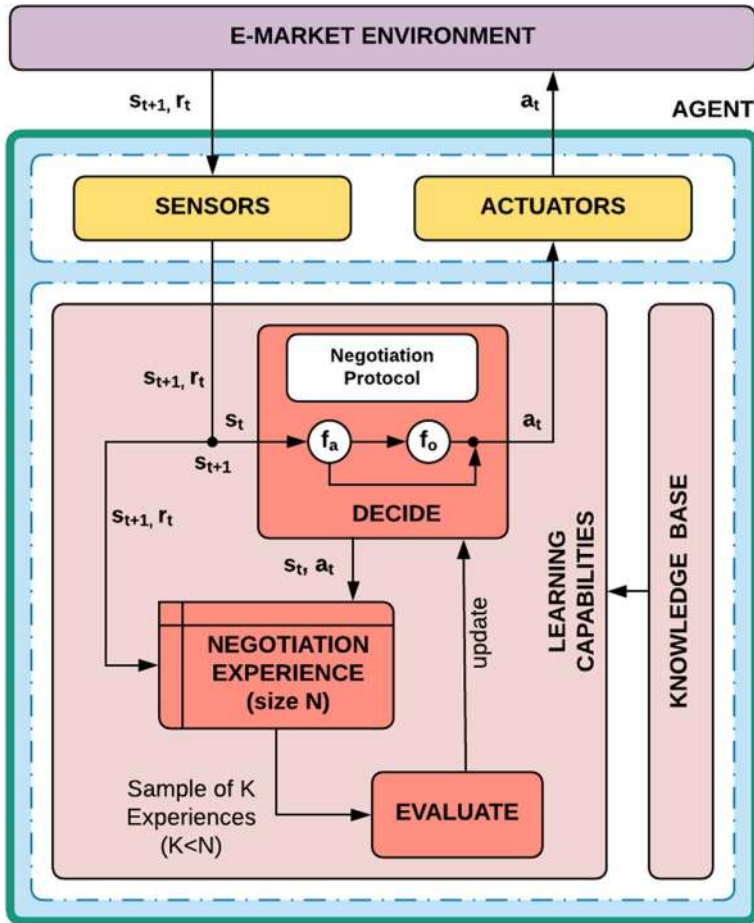 E-MARKET ENVIRONMENT
sₜ₊₁, rₜ
aₜ
AGENT
SENSORS
ACTUATORS
Negotiation
Protocol
sₜ₊₁, rₜ
sₜ
fₐ
fₒ
aₜ
sₜ₊₁
DECIDE
sₜ₊₁, rₜ
sₜ, aₜ
update
LEARNING
CAPABILITIES
KNOWLEDGE BASE
NEGOTIATION
EXPERIENCE
(size N)
Sample of K
Experiences
(K<N)
EVALUATE